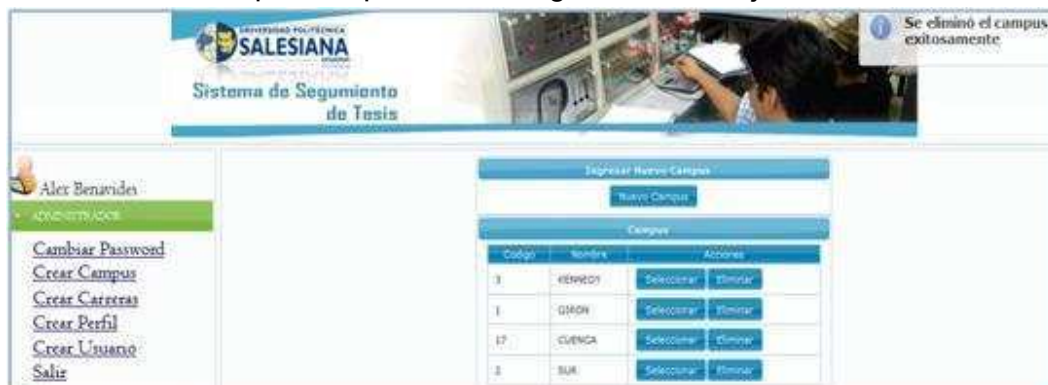 UNIVERSIDAD POLITÉCNICA
SALESIANA
ECUADOR
Sistema de Segumiento
de Tesis
Se eliminó el campus
exitosamente
Alex Benavides
ADMINISTRADOR
Cambiar Password
Crear Campus
Crear Carreras
Crear Perfil
Crear Usuario
Salir
Ingresar Nuevo Campus
Nuevo Campus
Campus
Codigo Nombre Acciones
3 KENNEDY Seleccionar Eliminar
1 GIRON Seleccionar Eliminar
17 CUENCA Seleccionar Eliminar
2 SUR Seleccionar Eliminar